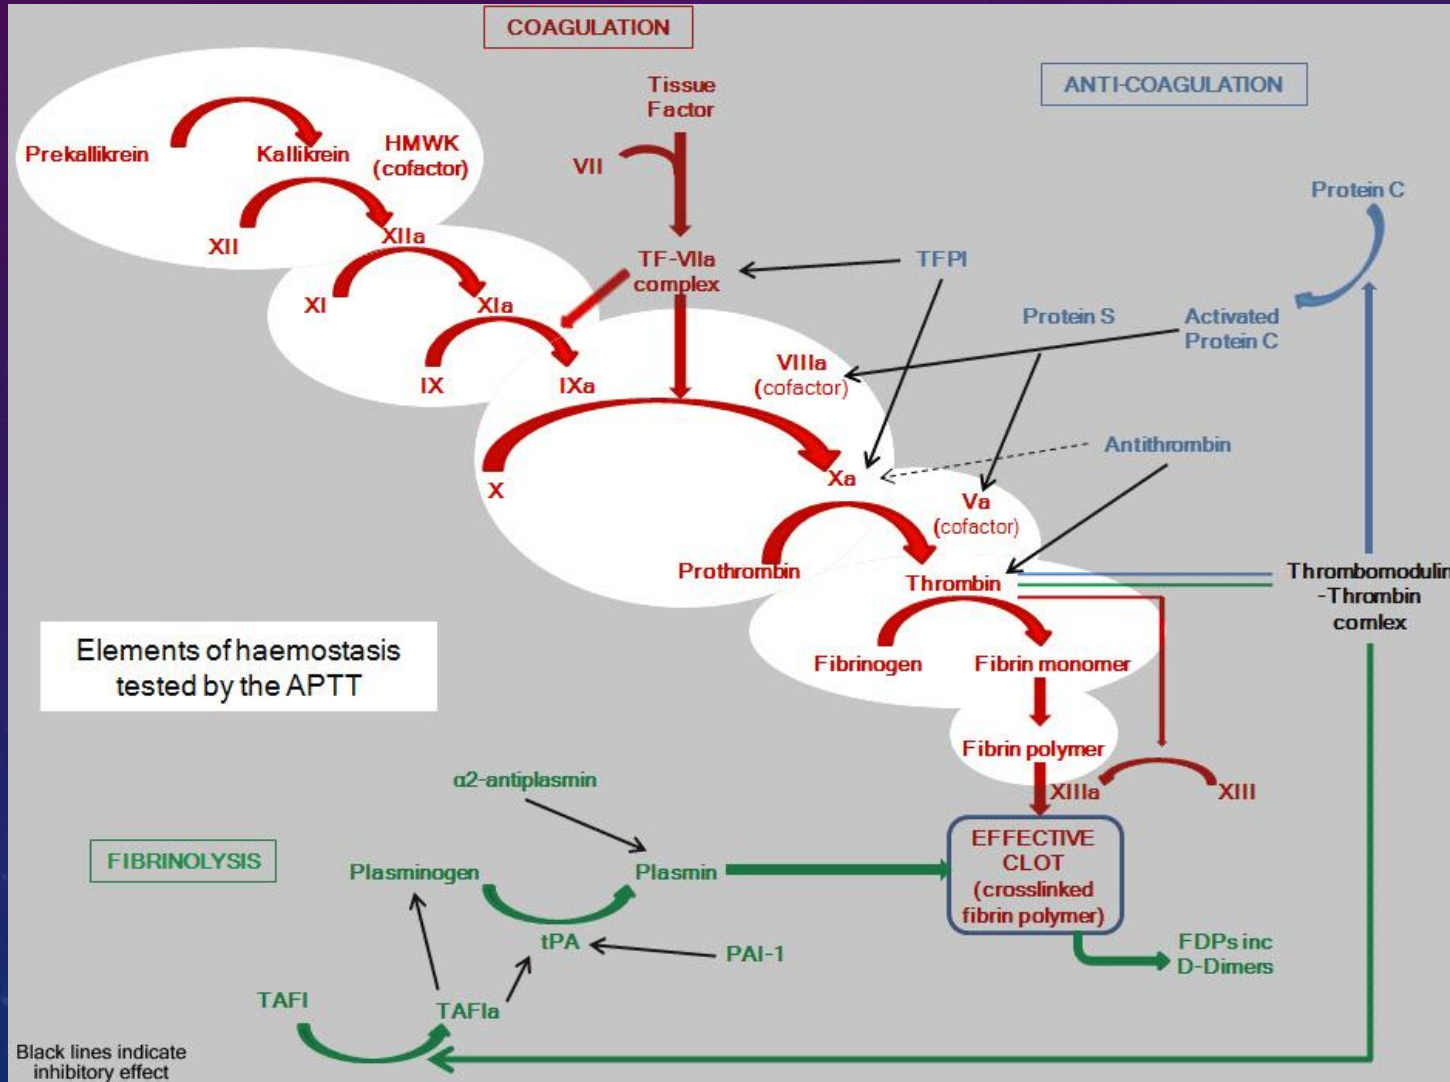 COAGULATION
ANTI-COAGULATION
Tissue
Factor
Prekallikrein
Kallikrein
HMWK
(cofactor)
VII
Protein C
XII
XIIa
TF-VIIa
complex
TFPI
XI
XIa
Protein S
Activated
Protein C
IX
IXa
VIIIa
(cofactor)
Antithrombin
X
Xa
Va
(cofactor)
Prothrombin
Thrombin
Thrombomodulin
-Thrombin
comlex
Elements of haemostasis
tested by the APTT
Fibrinogen
Fibrin monomer
Fibrin polymer
XIIIa
XIII
α2-antiplasmin
FIBRINOLYSIS
Plasminogen
Plasmin
EFFECTIVE
CLOT
(crosslinked
fibrin polymer)
tPA
PAI-1
FDPs inc
D-Dimers
TAFI
TAFIa
Black lines indicate
inhibitory effect